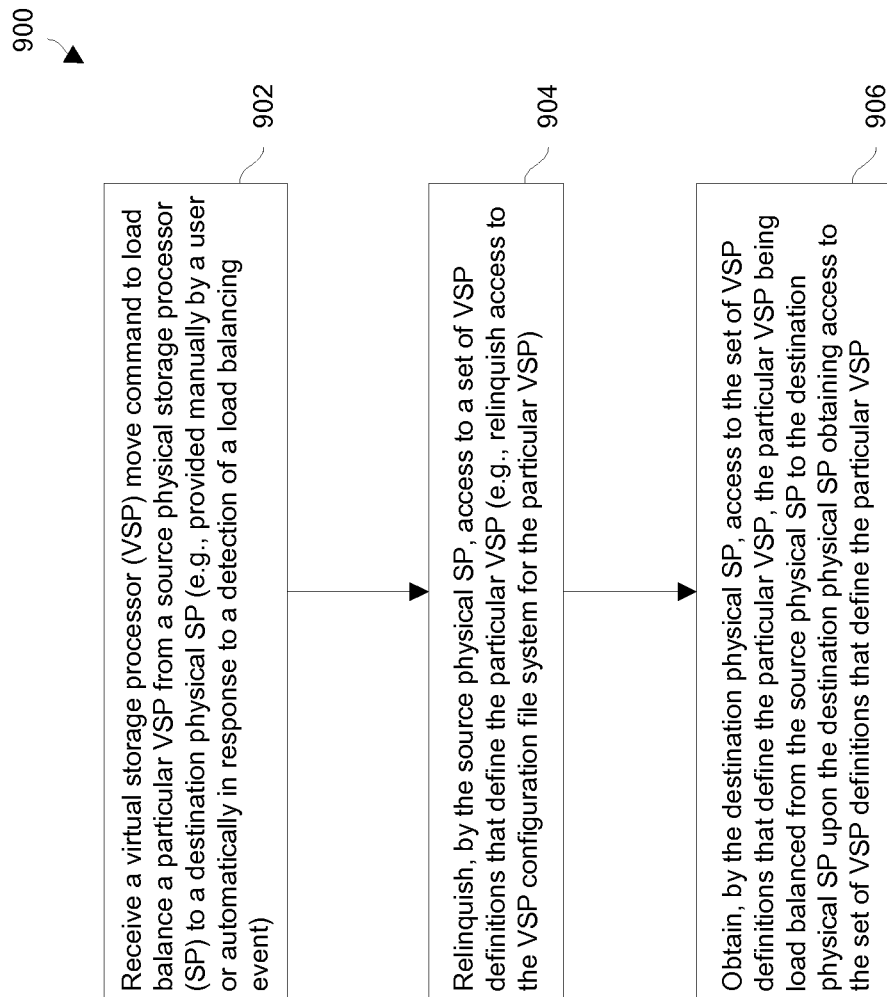 900
Receive a virtual storage processor (VSP) move command to load
balance a particular VSP from a source physical storage processor
(SP) to a destination physical SP (e.g., provided manually by a user
or automatically in response to a detection of a load balancing
event)
902
Relinquish, by the source physical SP, access to a set of VSP
definitions that define the particular VSP (e.g., relinquish access to
the VSP configuration file system for the particular VSP)
904
Obtain, by the destination physical SP, access to the set of VSP
definitions that define the particular VSP, the particular VSP being
load balanced from the source physical SP to the destination
physical SP upon the destination physical SP obtaining access to
the set of VSP definitions that define the particular VSP
906